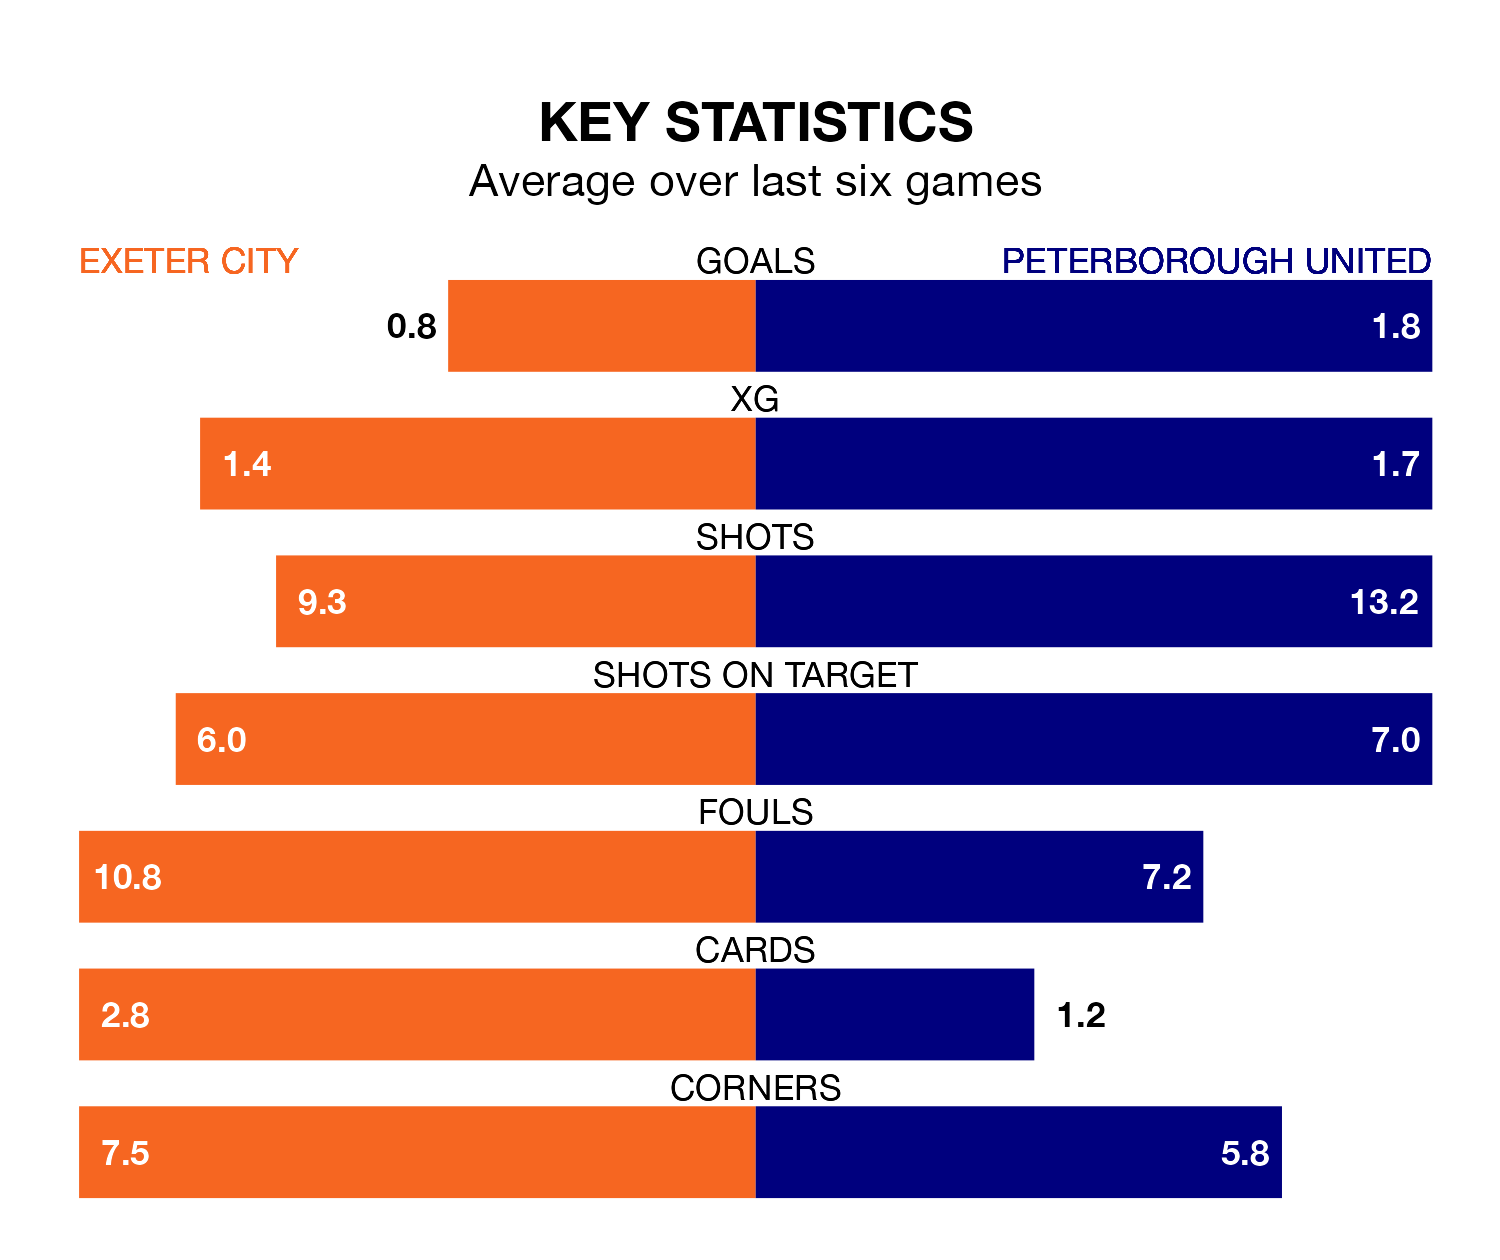 KEY STATISTICS
Average over last six games
EXETER CITY GOALS PETERBOROUGH UNITED
0.8 1.8
XG
1.4 1.7
SHOTS
9.3 13.2
SHOTS ON TARGET
6.0 7.0
FOULS
10.8 7.2
CARDS
2.8 1.2
CORNERS
7.5 5.8